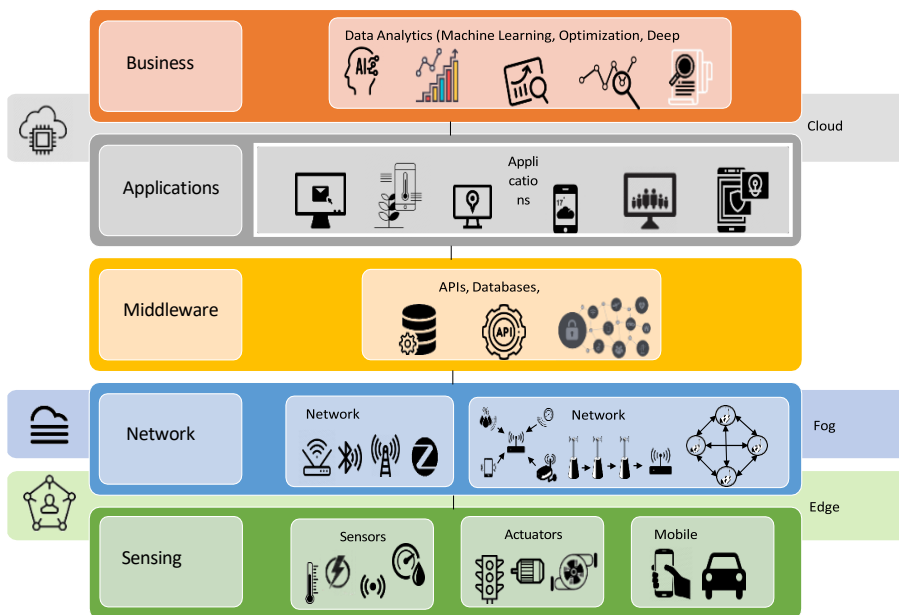 Business
Data Analytics (Machine Learning, Optimization, Deep
AI
Cloud
Applications
Appli
catio
ns
17°
Middleware
APIs, Databases,
API
Network
Network
Network
Fog
Edge
Sensing
Sensors
Actuators
Mobile